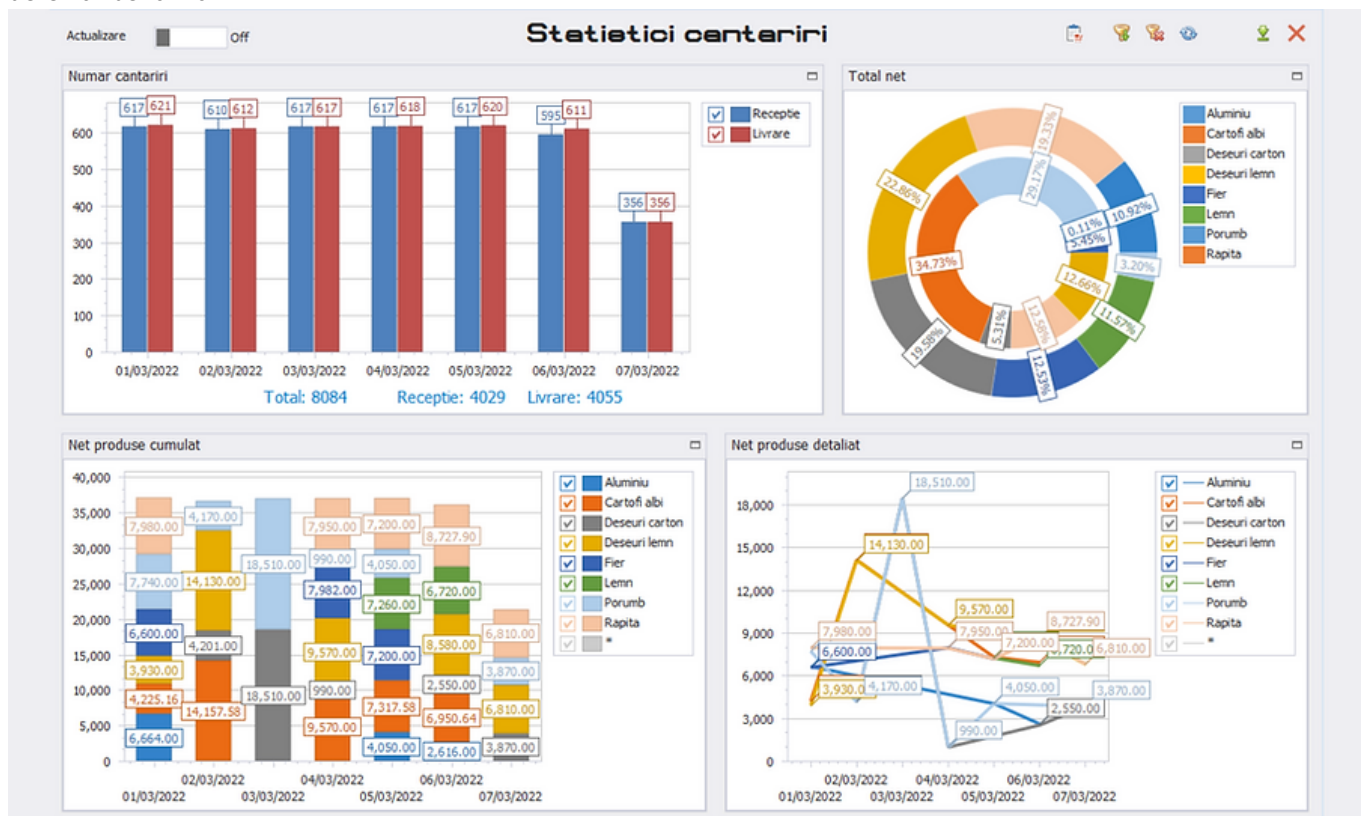 Actualizare Off Statistici cantariri
Numar cantariri
617 621 610 612 617 617 617 618 617 620 595 611 356 356
600
500
400
300
200
100
0
01/03/2022 02/03/2022 03/03/2022 04/03/2022 05/03/2022 06/03/2022 07/03/2022
Total: 8084 Receptie: 4029 Livrare: 4055
Receptie
Livrare
Total net
19.33%
29.17%
22.86%
10.92%
0.11%
5.45%
34.73%
3.20%
12.66%
11.57%
5.31%
12.58%
19.58%
12.53%
Aluminiu
Cartofi albi
Deseuri carton
Deseuri lemn
Fier
Lemn
Porumb
Rapita
Net produse cumulat
40,000
35,000
30,000
25,000
20,000
15,000
10,000
5,000
0
7,980.00
7,740.00
6,600.00
3,930.00
4,225.16
6,664.00
4,170.00
14,130.00
4,201.00
14,157.58
18,510.00
18,510.00
7,950.00
990.00
7,982.00
9,570.00
990.00
9,570.00
7,200.00
4,050.00
7,260.00
7,200.00
7,317.58
4,050.00
8,727.90
6,720.00
8,580.00
2,550.00
6,950.64
2,616.00
6,810.00
3,870.00
6,810.00
3,870.00
02/03/2022 04/03/2022 06/03/2022
01/03/2022 03/03/2022 05/03/2022 07/03/2022
Aluminiu
Cartofi albi
Deseuri carton
Deseuri lemn
Fier
Lemn
Porumb
Rapita
*
Net produse detaliat
18,000
15,000
12,000
9,000
6,000
3,000
0
18,510.00
14,130.00
9,570.00
8,727.90
7,980.00
7,950.00
7,200.00
6,810.00
6,600.00
3,930.0
4,170.00
4,050.00
3,870.00
2,550.00
990.00
02/03/2022 04/03/2022 06/03/2022
01/03/2022 03/03/2022 05/03/2022 07/03/2022
Aluminiu
Cartofi albi
Deseuri carton
Deseuri lemn
Fier
Lemn
Porumb
Rapita
*